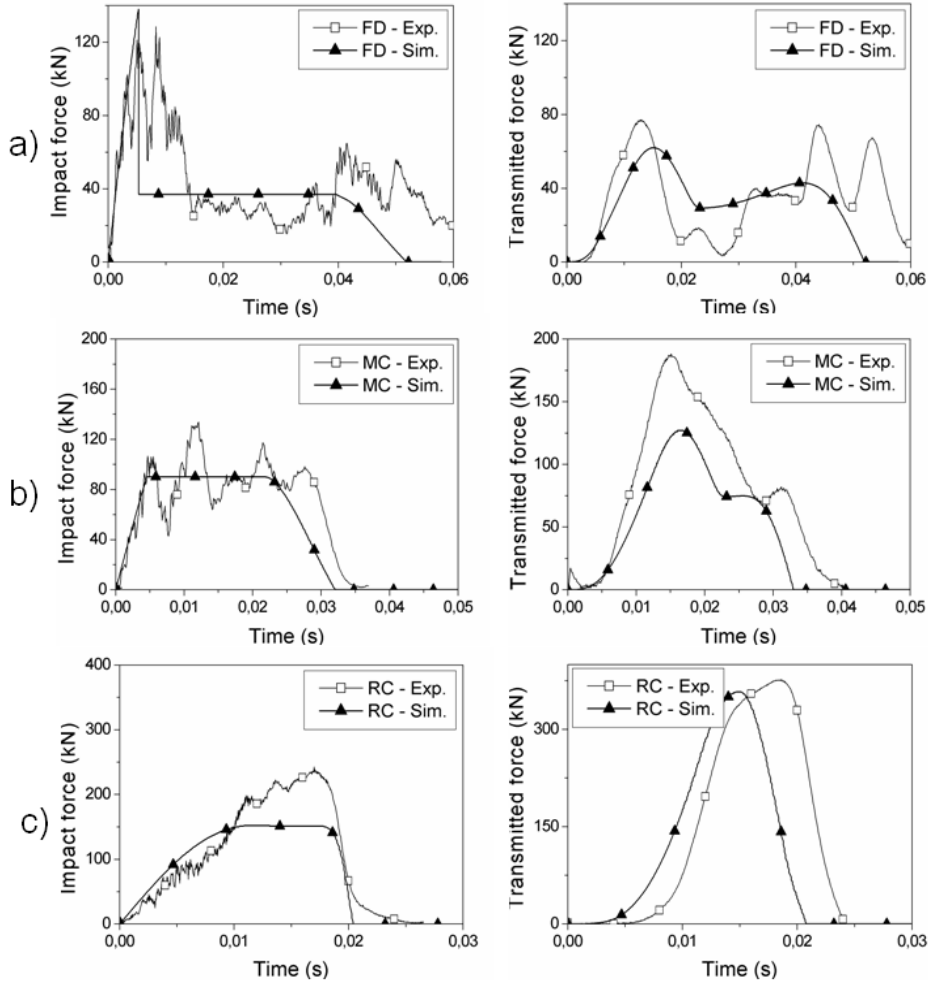 a)
Impact force (kN)
120
80
40
0
FD - Exp.
FD - Sim.
0,00 0,02 0,04 0,06
Time (s)
Transmitted force (kN)
120
80
40
0
FD - Exp.
FD - Sim.
0,00 0,02 0,04 0,06
Time (s)
b)
Impact force (kN)
200
160
120
80
40
0
MC - Exp.
MC - Sim.
0,00 0,01 0,02 0,03 0,04 0,05
Time (s)
Transmitted force (kN)
200
150
100
50
0
MC - Exp.
MC - Sim.
0,00 0,01 0,02 0,03 0,04 0,05
Time (s)
c)
Impact force (kN)
400
300
200
100
0
RC - Exp.
RC - Sim.
0,00 0,01 0,02 0,03
Time (s)
Transmitted force (kN)
300
150
0
RC - Exp.
RC - Sim.
0,00 0,01 0,02 0,03
Time (s)